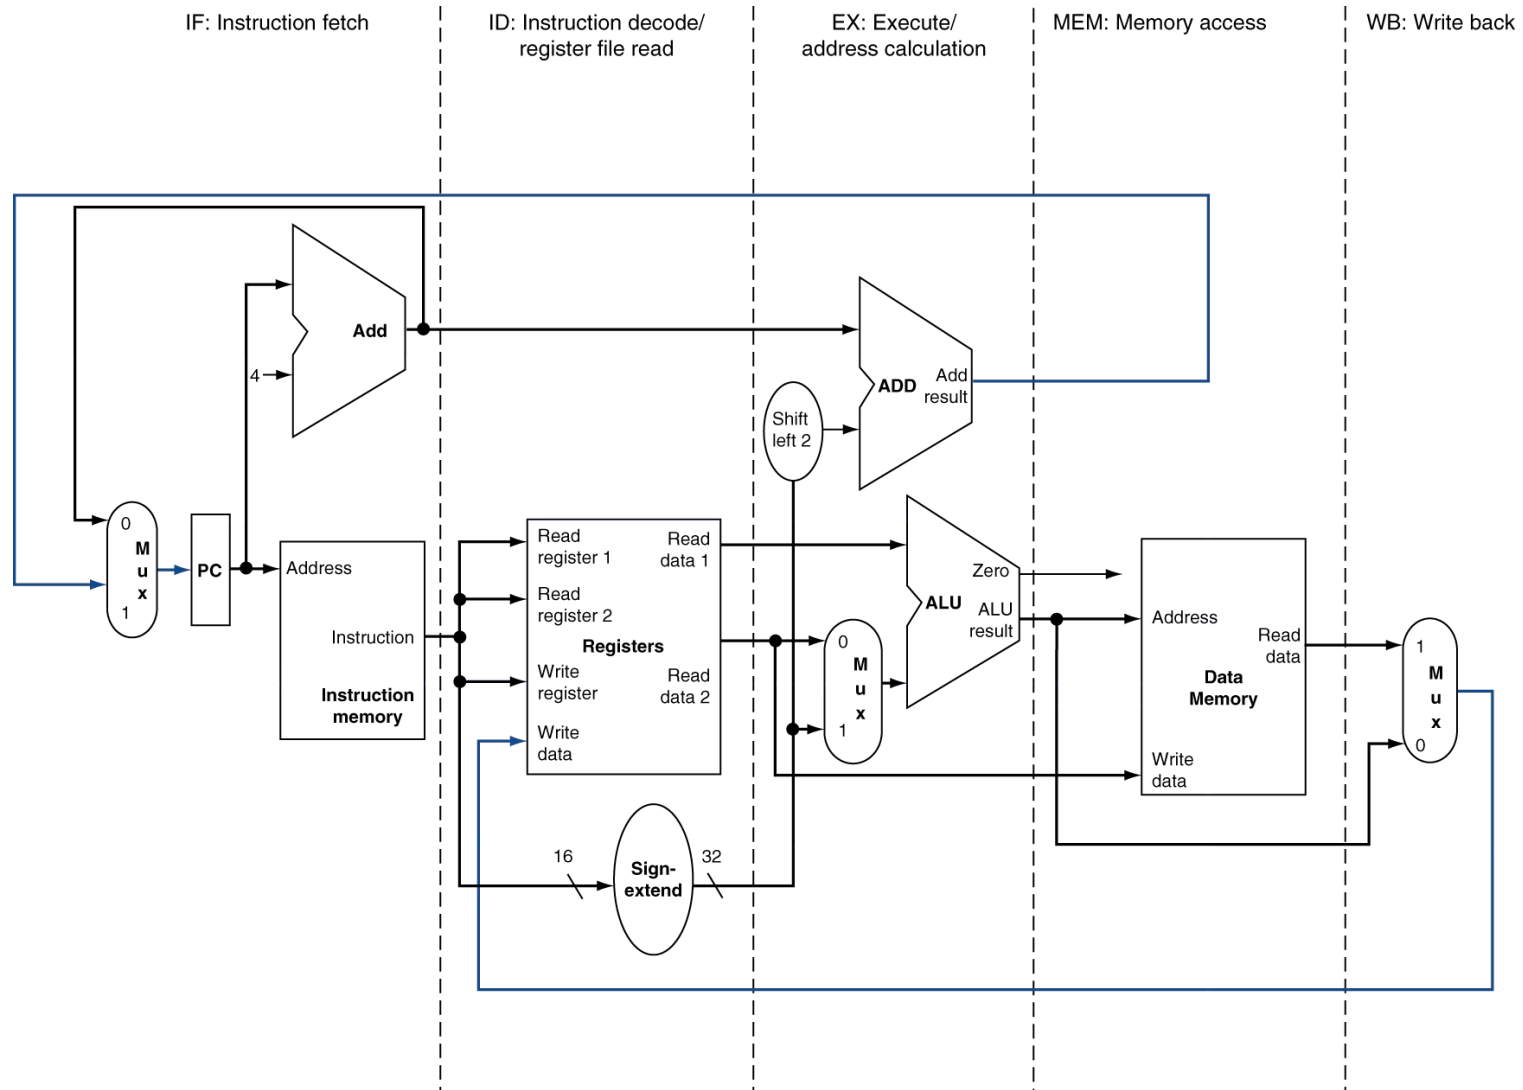 IF: Instruction fetch
ID: Instruction decode/
register file read
EX: Execute/
address calculation
MEM: Memory access
WB: Write back
Add
4
ADD
Add
result
Shift
left 2
0
M
u
x
1
PC
Address
Instruction
Instruction
memory
Read
register 1
Read
register 2
Registers
Write
register
Write
data
Read
data 1
Read
data 2
16
Sign-
extend
32
0
M
u
x
1
Zero
ALU
ALU
result
Address
Read
data
Data
Memory
Write
data
1
M
u
x
0